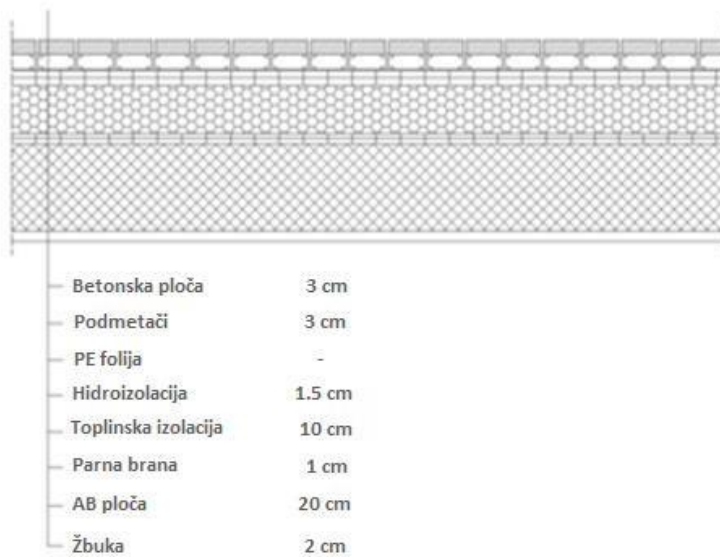 Betonska ploča 3 cm
Podmetači 3 cm
PE folija -
Hidroizolacija 1.5 cm
Toplinska izolacija 10 cm
Parna brana 1 cm
AB ploča 20 cm
Žbuka 2 cm